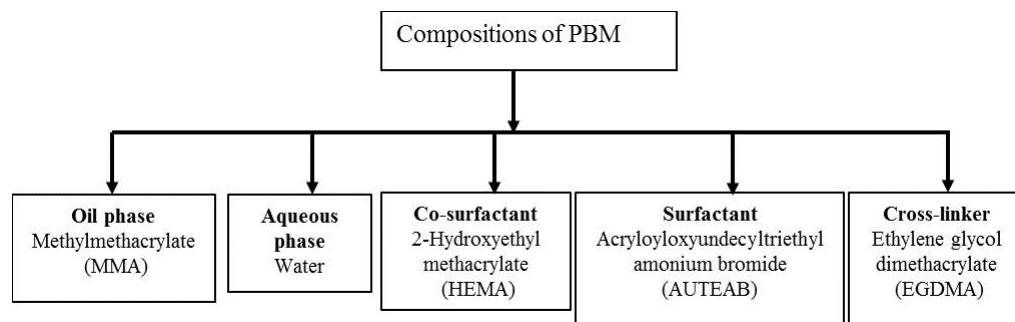 Compositions of PBM
Oil phase
Methylmethacrylate
(MMA)
Aqueous
phase
Water
Co-surfactant
2-Hydroxyethyl
methacrylate
(HEMA)
Surfactant
Acryloyloxyundecyltriethyl
amonium bromide
(AUTEAB)
Cross-linker
Ethylene glycol
dimethacrylate
(EGDMA)